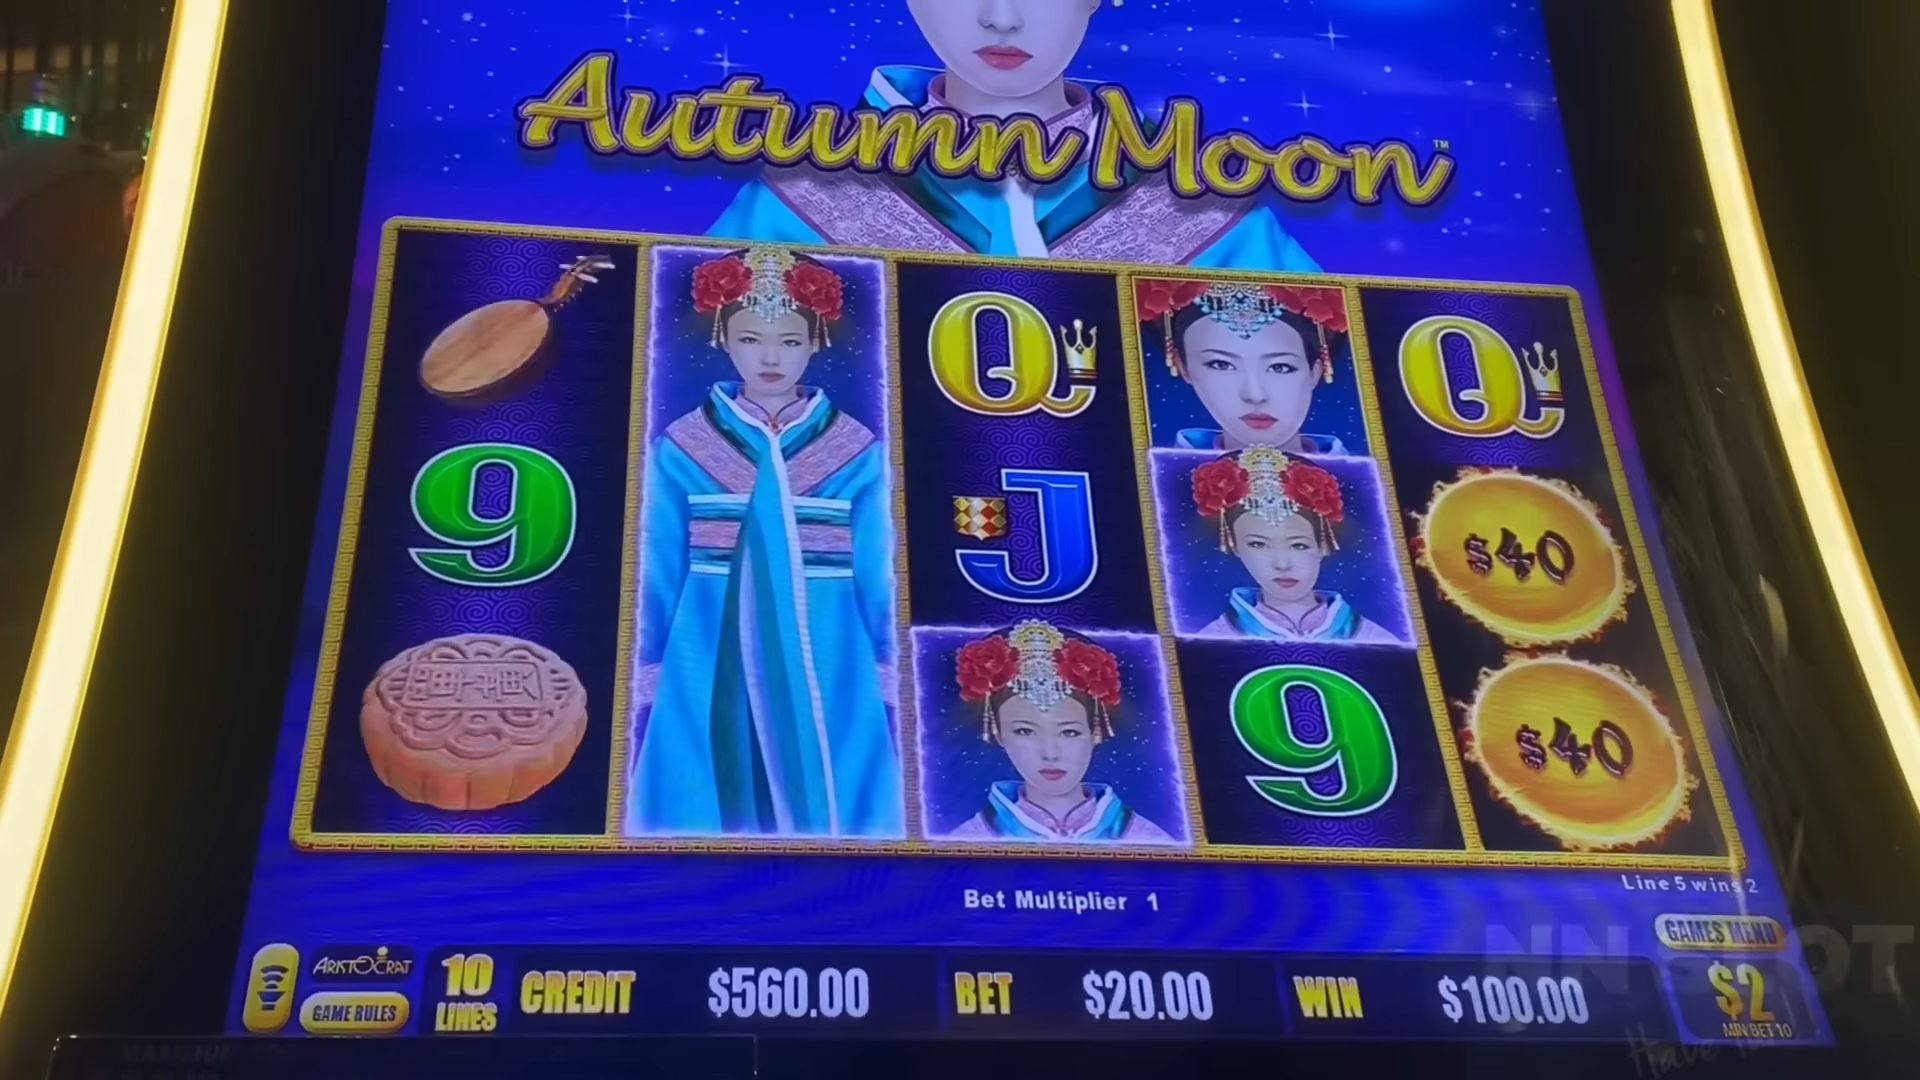 Autumn Moon™
Q
Q
9
J
$40
9
$40
Line 5 wins 2
Bet Multiplier 1
GAMES MENU
ARISTOCRAT
GAME RULES
10
LINES
CREDIT $560.00
BET $20.00
WIN $100.00
$2
MIN BET 10